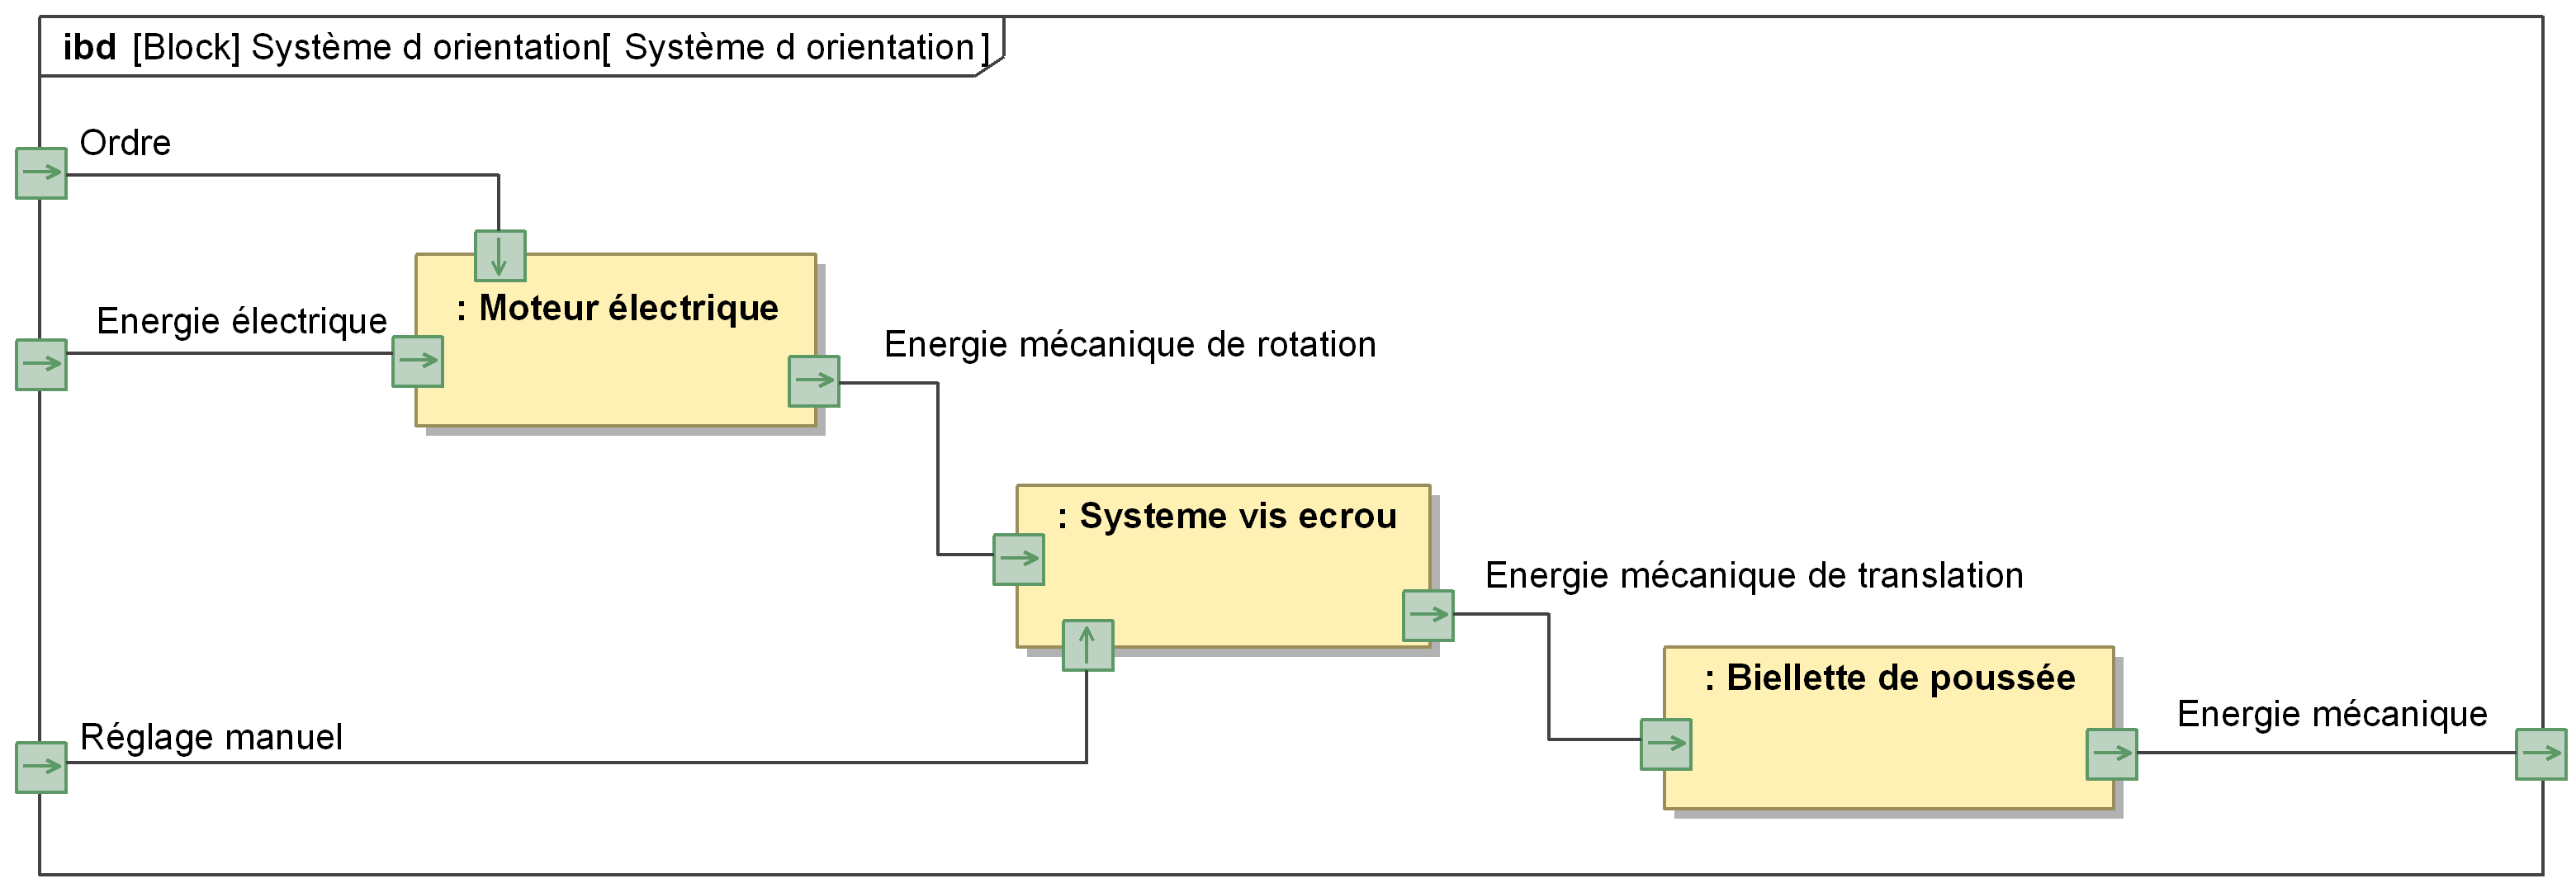 ibd [Block] Système d orientation[ Système d orientation]
Ordre
Energie électrique
: Moteur électrique
Energie mécanique de rotation
: Systeme vis ecrou
Energie mécanique de translation
: Biellette de poussée
Energie mécanique
Réglage manuel